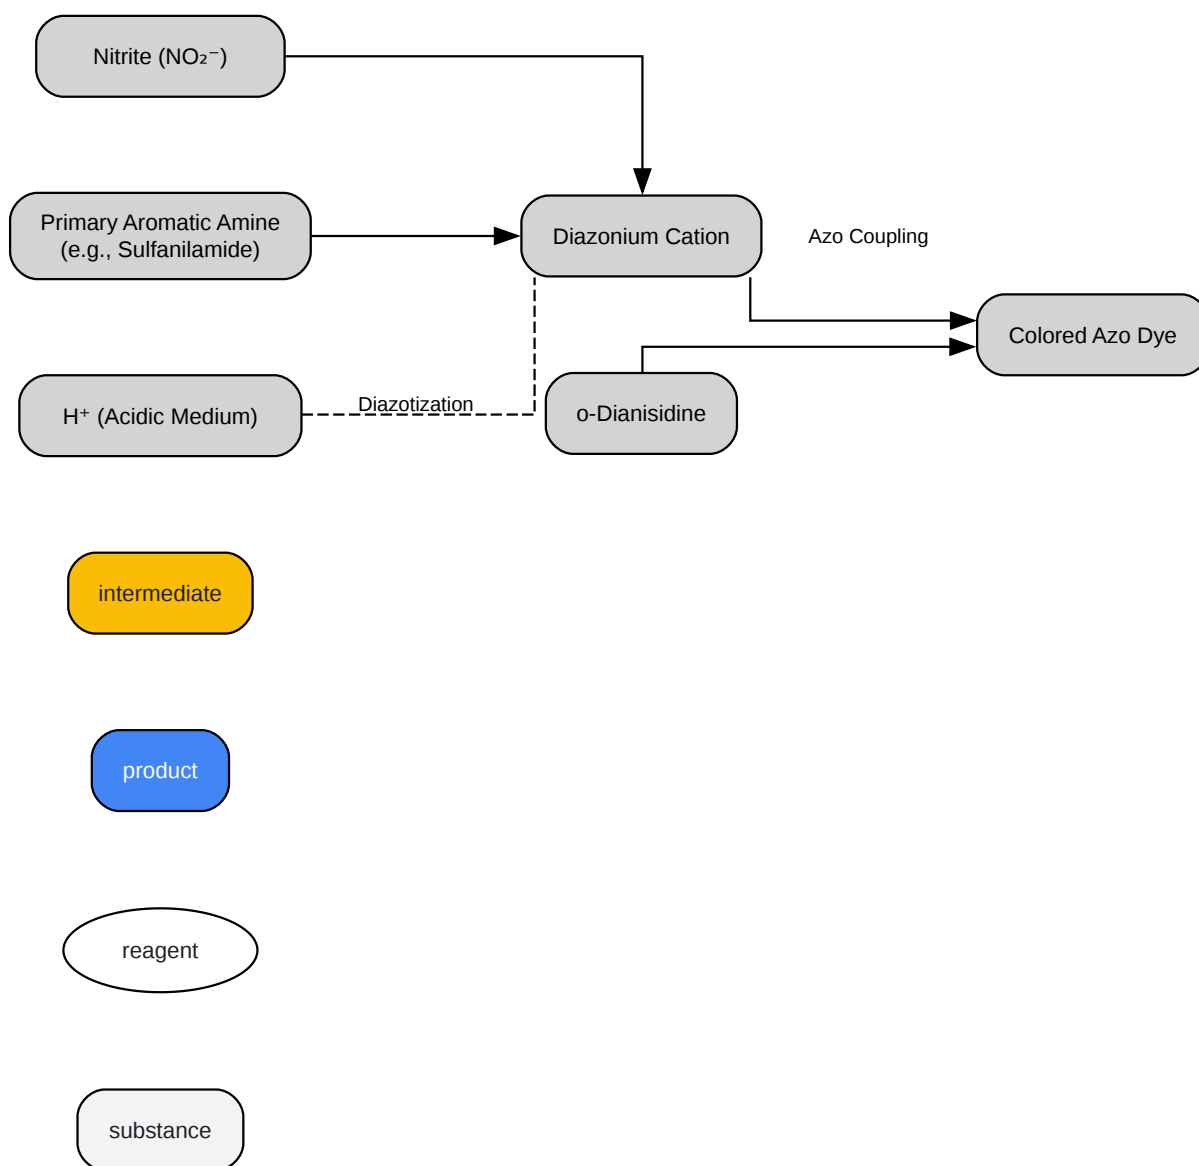 Nitrite (NO₂⁻)
Primary Aromatic Amine
(e.g., Sulfanilamide)
Diazonium Cation
Azo Coupling
Colored Azo Dye
H⁺ (Acidic Medium)
Diazotization
o-Dianisidine
intermediate
product
reagent
substance